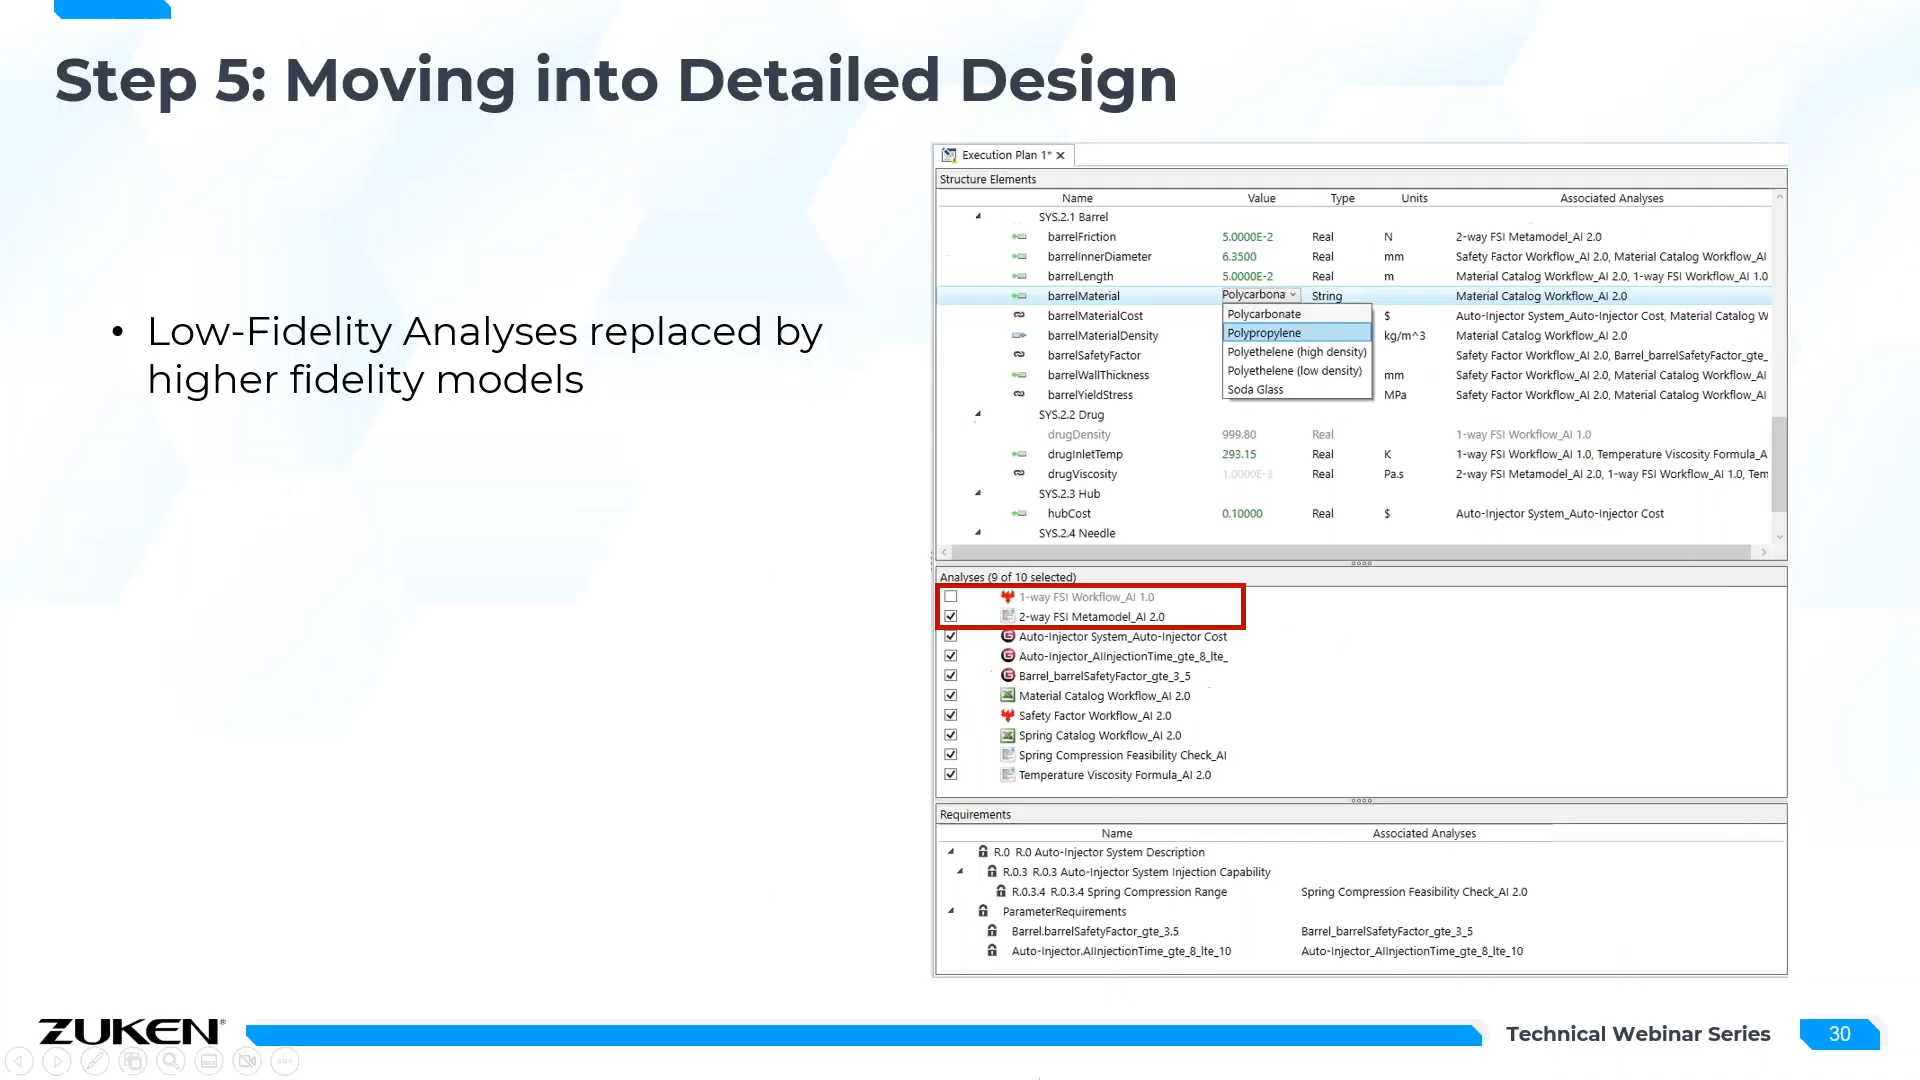 Step 5: Moving into Detailed Design
• Low-Fidelity Analyses replaced by
higher fidelity models
Execution Plan 1*
Structure Elements
Name Value Type Units Associated Analyses
SYS.2.1 Barrel
barrelFriction 5.0000E-2 Real N 2-way FSI Metamodel_AI 2.0
barrelInnerDiameter 6.3500 Real mm Safety Factor Workflow_AI 2.0, Material Catalog Workflow_AI
barrelLength 5.0000E-2 Real m Material Catalog Workflow_AI 2.0, 1-way FSI Workflow_AI 1.0
barrelMaterial Polycarbona String Material Catalog Workflow_AI 2.0
barrelMaterialCost $ Auto-Injector System_Auto-Injector Cost, Material Catalog W
barrelMaterialDensity kg/m^3 Material Catalog Workflow_AI 2.0
barrelSafetyFactor Safety Factor Workflow_AI 2.0, Barrel_barrelSafetyFactor_gte_
barrelWallThickness mm Safety Factor Workflow_AI 2.0, Material Catalog Workflow_AI
barrelYieldStress MPa Safety Factor Workflow_AI 2.0, Material Catalog Workflow_AI
Polycarbonate
Polypropylene
Polyethelene (high density)
Polyethelene (low density)
Soda Glass
SYS.2.2 Drug
drugDensity 999.80 Real 1-way FSI Workflow_AI 1.0
drugInletTemp 293.15 Real K 1-way FSI Workflow_AI 1.0, Temperature Viscosity Formula_A
drugViscosity 1.0000E-3 Real Pa.s 2-way FSI Metamodel_AI 2.0, 1-way FSI Workflow_AI 1.0, Tem
SYS.2.3 Hub
hubCost 0.10000 Real $ Auto-Injector System_Auto-Injector Cost
SYS.2.4 Needle
Analyses (9 of 10 selected)
1-way FSI Workflow_AI 1.0
2-way FSI Metamodel_AI 2.0
Auto-Injector System_Auto-Injector Cost
Auto-Injector_AIInjectionTime_gte_8_lte_
Barrel_barrelSafetyFactor_gte_3_5
Material Catalog Workflow_AI 2.0
Safety Factor Workflow_AI 2.0
Spring Catalog Workflow_AI 2.0
Spring Compression Feasibility Check_AI
Temperature Viscosity Formula_AI 2.0
Requirements
Name Associated Analyses
R.0 R.0 Auto-Injector System Description
R.0.3 R.0.3 Auto-Injector System Injection Capability
R.0.3.4 R.0.3.4 Spring Compression Range Spring Compression Feasibility Check_AI 2.0
ParameterRequirements
Barrel.barrelSafetyFactor_gte_3.5 Barrel_barrelSafetyFactor_gte_3_5
Auto-Injector.AIInjectionTime_gte_8_lte_10 Auto-Injector_AIInjectionTime_gte_8_lte_10
ZUKEN®
Technical Webinar Series
30